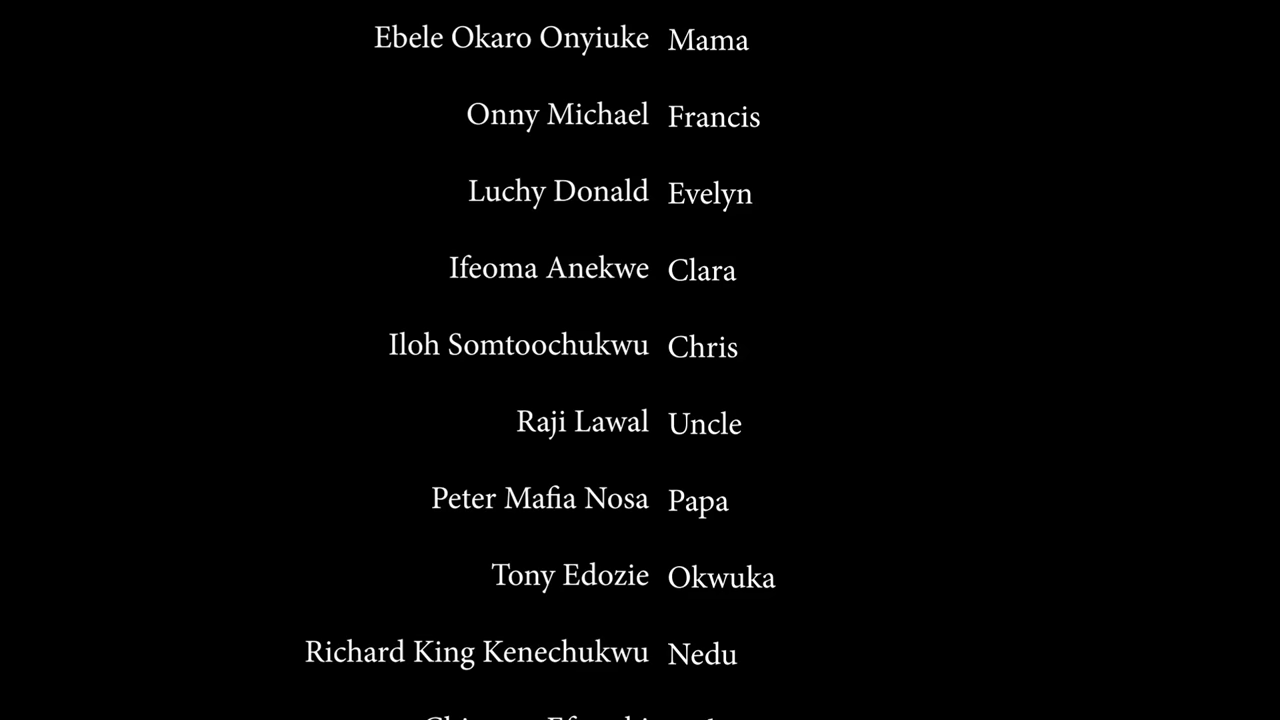 Ebele Okaro Onyiuke Mama
Onny Michael Francis
Luchy Donald Evelyn
Ifeoma Anekwe Clara
Iloh Somtoochukwu Chris
Raji Lawal Uncle
Peter Mafia Nosa Papa
Tony Edozie Okwuka
Richard King Kenechukwu Nedu